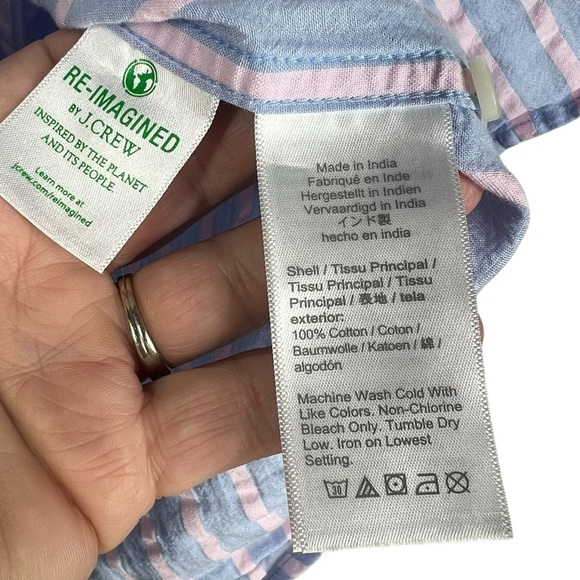 RE-IMAGINED
BY J.CREW
INSPIRED BY THE PLANET
AND ITS PEOPLE.
Learn more at
jcrew.com/reimagined
Made in India
Fabriqué en Inde
Hergestellt in Indien
Vervaardigd in India
インド製
hecho en india
Shell / Tissu Principal /
Tissu Principal / Tissu
Principal / 表地 / tela
exterior:
100% Cotton / Coton /
Baumwolle / Katoen / 綿 /
algodón
Machine Wash Cold With
Like Colors. Non-Chlorine
Bleach Only. Tumble Dry
Low. Iron on Lowest
Setting.
30